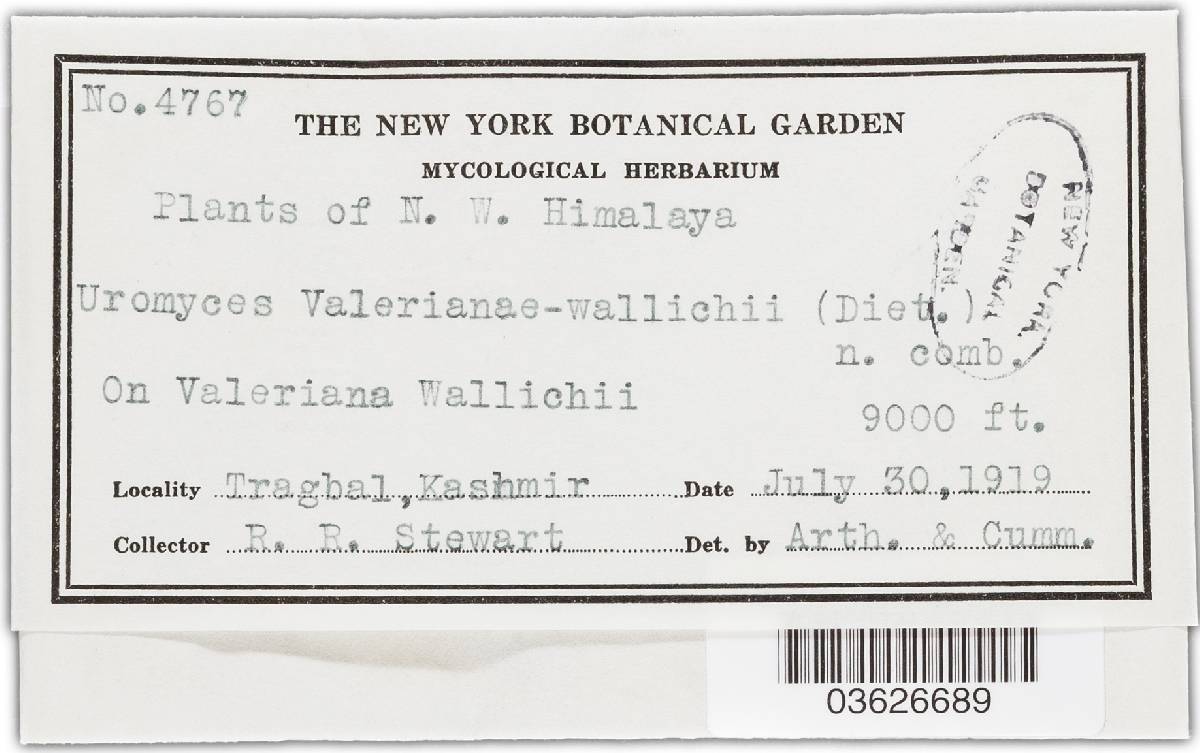 No. 4767
THE NEW YORK BOTANICAL GARDEN
MYCOLOGICAL HERBARIUM
Plants of N. W. Himalaya
Uromyces Valerianae-wallichii (Diet.)
n. comb.
On Valeriana Wallichii
9000 ft.
Locality Tragbal, Kashmir Date July 30, 1919
Collector R. R. Stewart Det. by Arth. & Cumm.
NEW YORK
BOTANICAL
GARDEN.
03626689